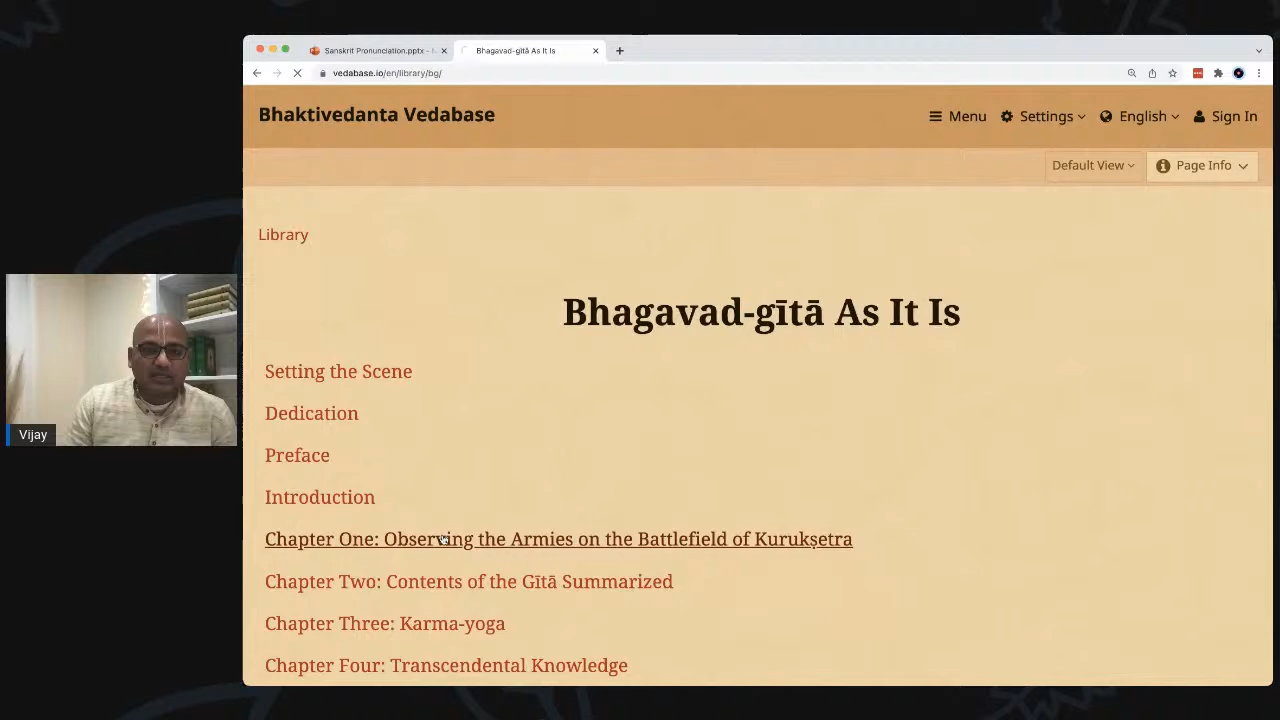 Sanskrit Pronunciation.pptx - 
Bhagavad-gītā As It Is
vedabase.io/en/library/bg/
Bhaktivedanta Vedabase
Menu
Settings
English
Sign In
Default View
Page Info
Library
Bhagavad-gītā As It Is
Setting the Scene
Dedication
Preface
Introduction
Chapter One: Observing the Armies on the Battlefield of Kurukṣetra
Chapter Two: Contents of the Gītā Summarized
Chapter Three: Karma-yoga
Chapter Four: Transcendental Knowledge
Vijay